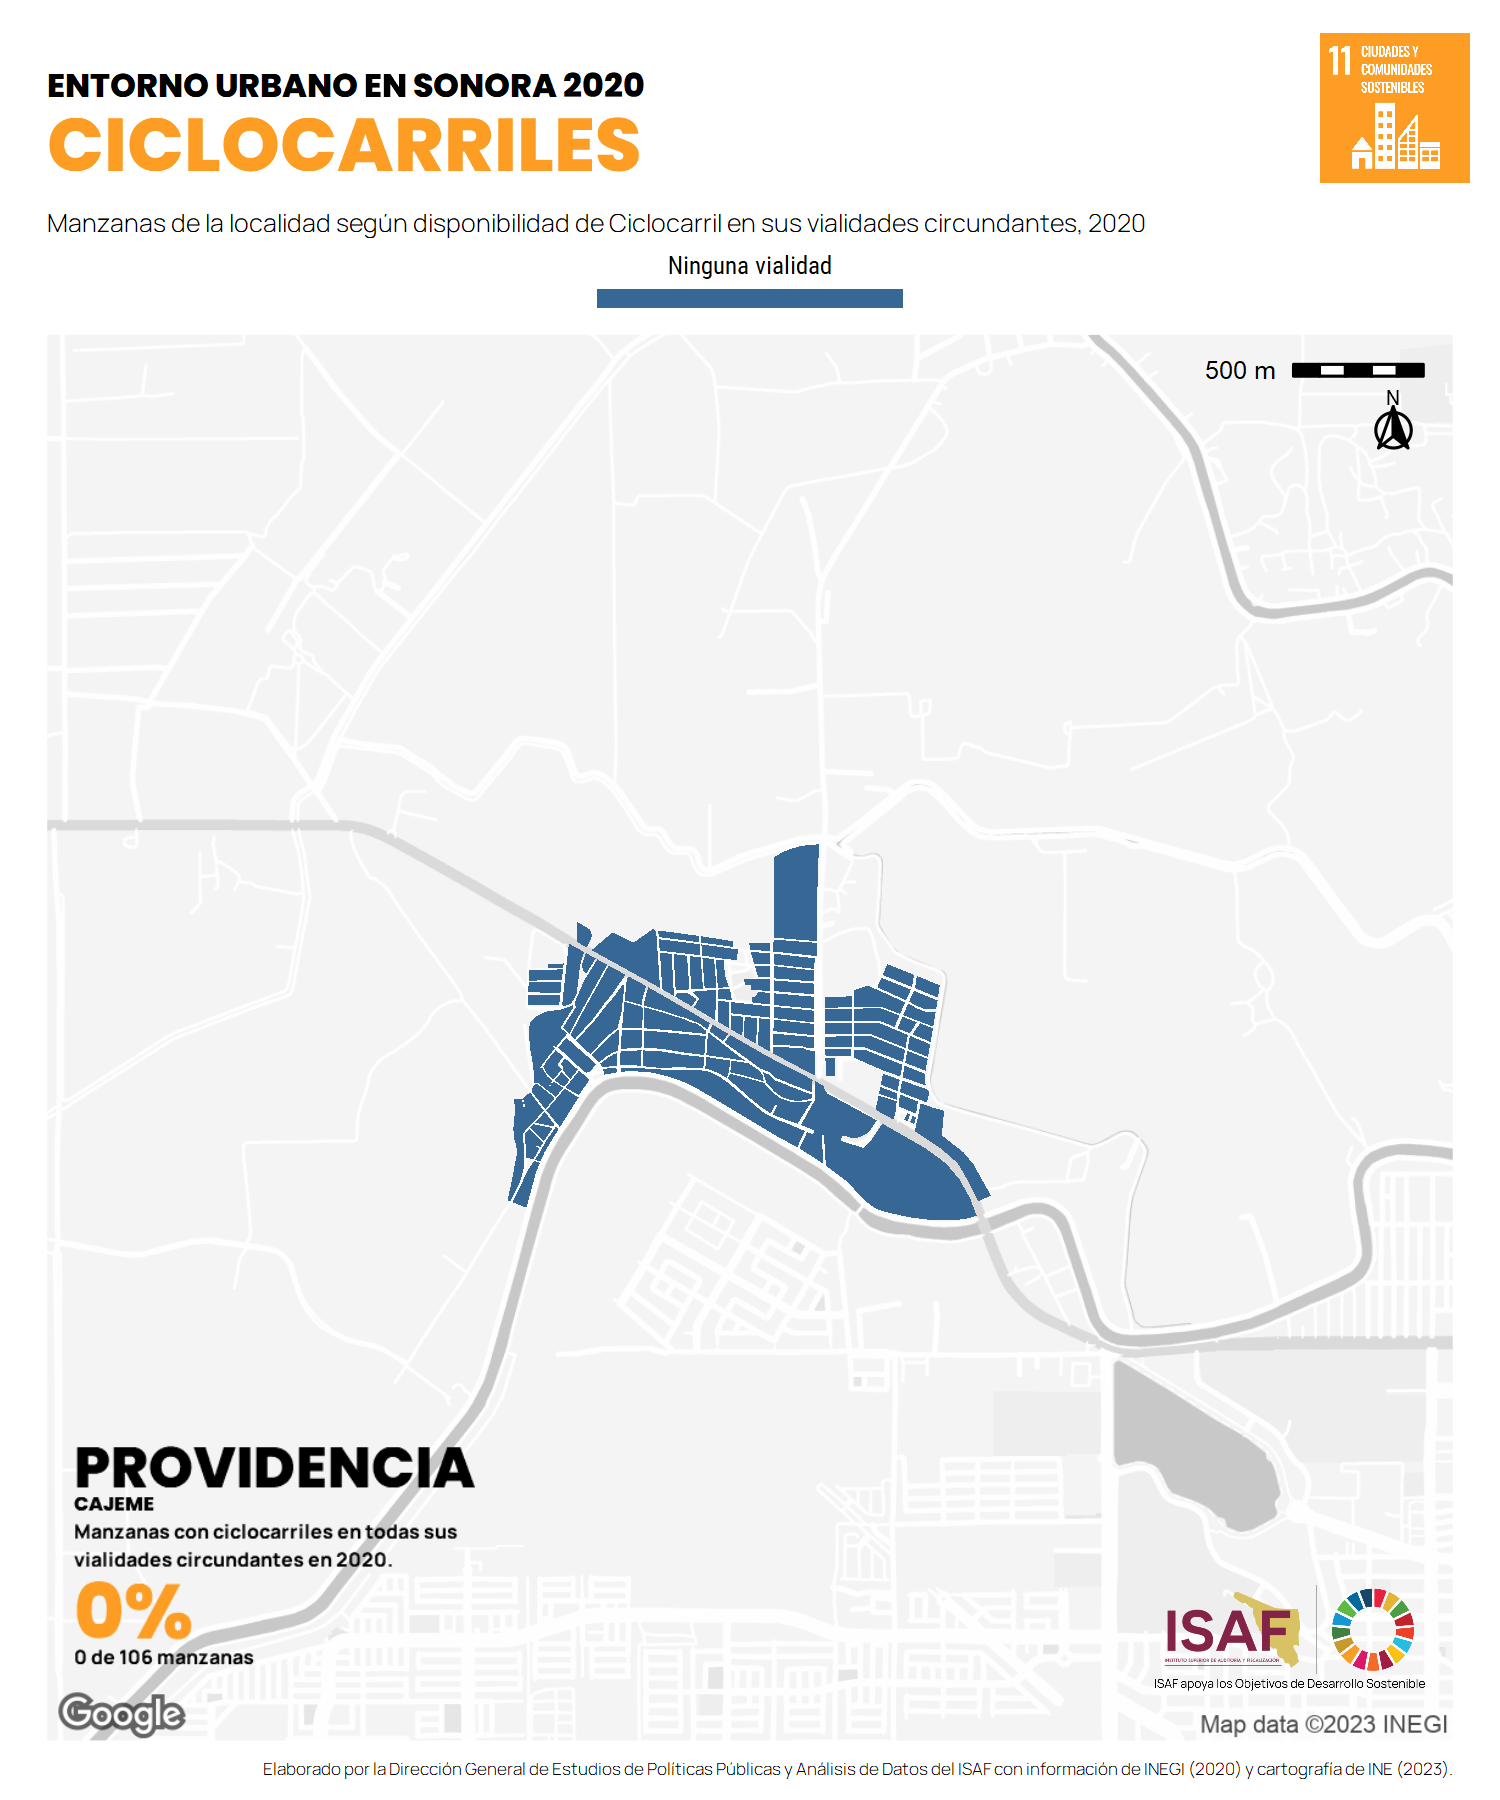 ENTORNO URBANO EN SONORA 2020
CICLOCARRILES
11 CIUDADES Y
COMUNIDADES
SOSTENIBLES
Manzanas de la localidad según disponibilidad de Ciclocarril en sus vialidades circundantes, 2020
Ninguna vialidad
500 m
N
PROVIDENCIA
CAJEME
Manzanas con ciclocarriles en todas sus
vialidades circundantes en 2020.
0%
0 de 106 manzanas
Google
ISAF
INSTITUTO SUPERIOR DE AUDITORÍA Y FISCALIZACIÓN
ISAF apoya los Objetivos de Desarrollo Sostenible
Map data ©2023 INEGI
Elaborado por la Dirección General de Estudios de Políticas Públicas y Análisis de Datos del ISAF con información de INEGI (2020) y cartografía de INE (2023).